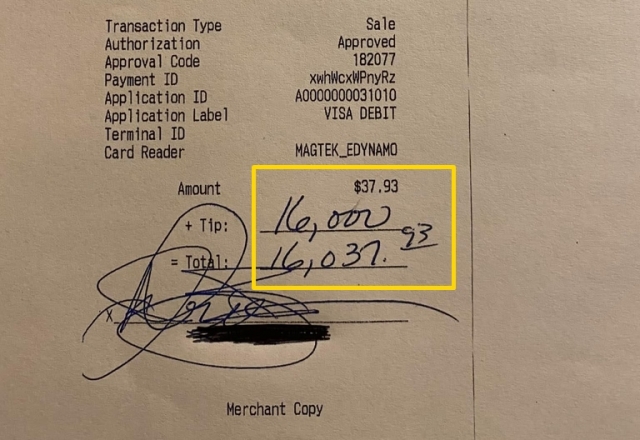 Transaction Type Sale
Authorization Approved
Approval Code 182077
Payment ID xwhWcxWPnyRz
Application ID A0000000031010
Application Label VISA DEBIT
Terminal ID
Card Reader MAGTEK_EDYNAMO
Amount $37.93
+ Tip: 16,000
= Total: 16,037.93
x
Merchant Copy